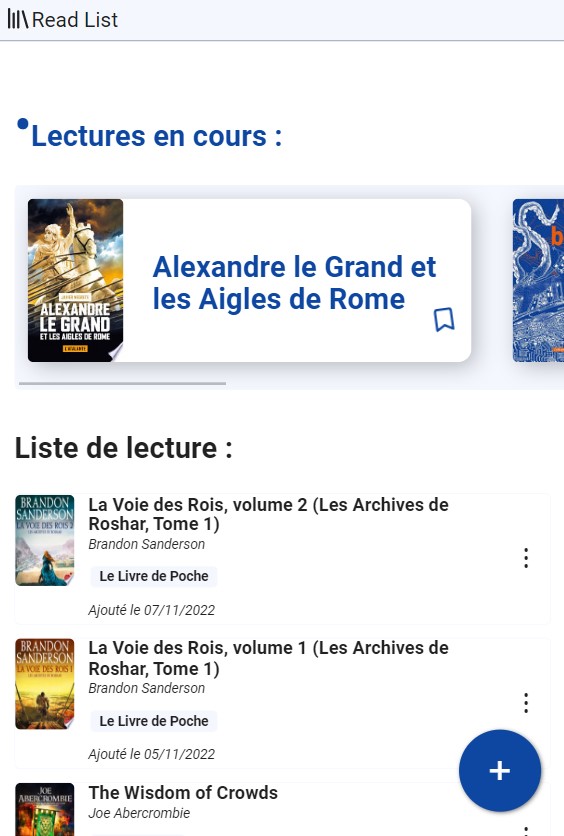 Read List
Lectures en cours :
ALEXANDRE
LE GRAND
ET LES AIGLES DE ROME
L'ATALANTE
Alexandre le Grand et
les Aigles de Rome
b
Liste de lecture :
BRANDON
SANDERSON
LA VOIE DES ROIS 2
La Voie des Rois, volume 2 (Les Archives de
Roshar, Tome 1)
Brandon Sanderson
Le Livre de Poche
Ajouté le 07/11/2022
BRANDON
SANDERSON
LA VOIE DES ROIS 1
La Voie des Rois, volume 1 (Les Archives de
Roshar, Tome 1)
Brandon Sanderson
Le Livre de Poche
Ajouté le 05/11/2022
JOE
ABERCROMBIE
The Wisdom of Crowds
Joe Abercrombie